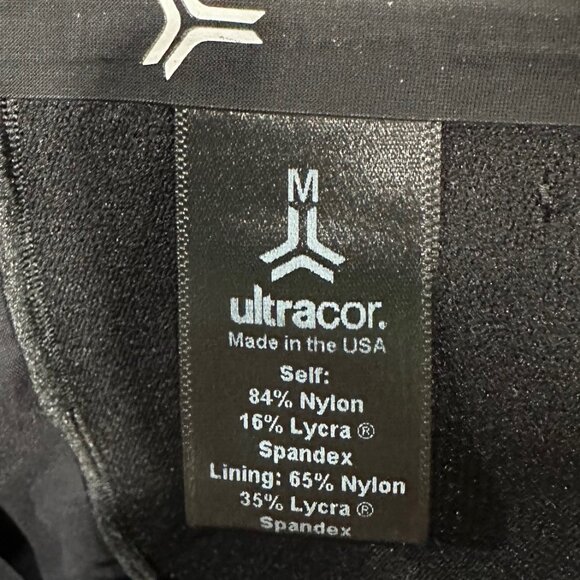 M
ultracor.
Made in the USA
Self:
84% Nylon
16% Lycra ®
Spandex
Lining: 65% Nylon
35% Lycra ®
Spandex